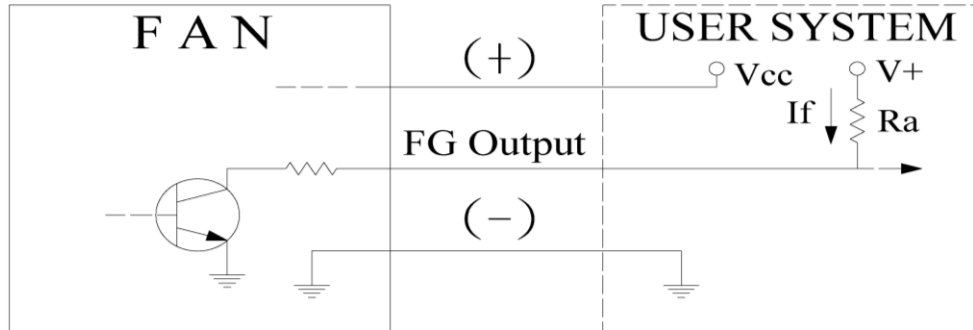 F A N
USER SYSTEM
(+)
Vcc
V+
If
Ra
FG Output
(-)